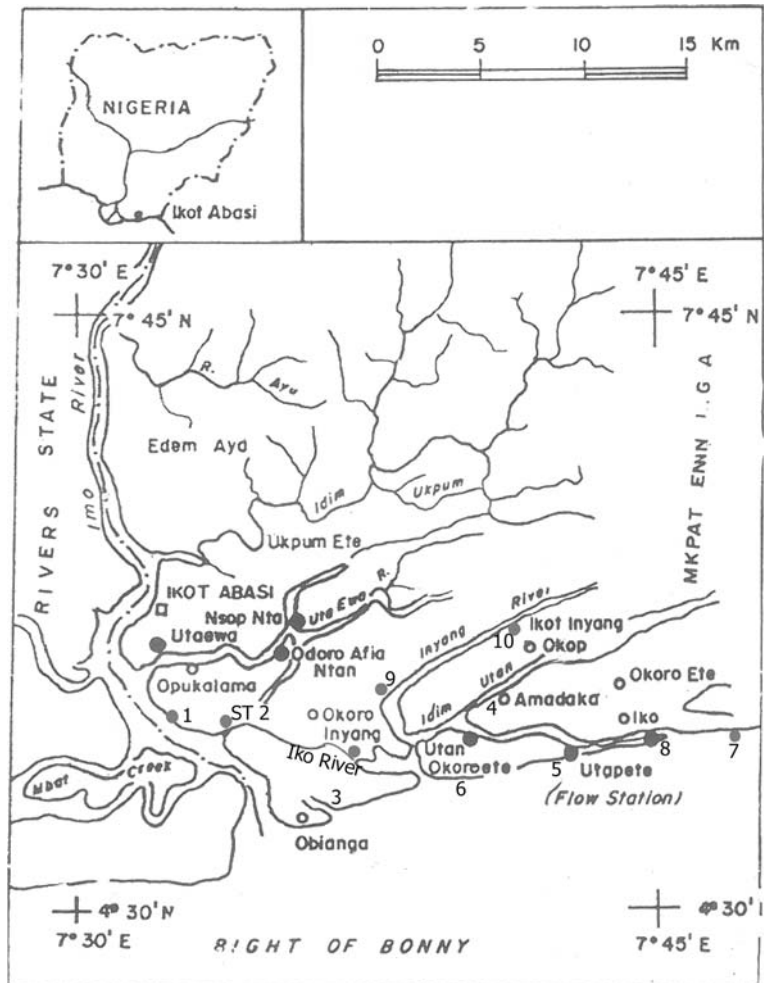 NIGERIA
Ikot Abasi
0 5 10 15 Km
7° 30' E
7° 45' E
7° 45' N
7° 45' N
River
R.
Ayu
Edem Aya
RIVERS STATE
Imo
MKPAT ENIN L.G A
Idim
Ukpum
Ukpum Ete
IKOT ABASI
Nsop Nta
Uta Ewa
R.
Utaewa
Odoro Afia
Ntan
Opukalama
Inyang
River
10
Ikot Inyang
Okop
9
Utan
Idim
4
Amadaka
Okoro Ete
1
ST 2
Okoro
Inyang
Iko
Iko River
Utan
Okoroete
8
7
5
Utapete
6
(Flow Station)
3
Mbat
Creek
Obianga
4° 30' N
7° 30' E
4° 30'
7° 45' E
BIGHT OF BONNY